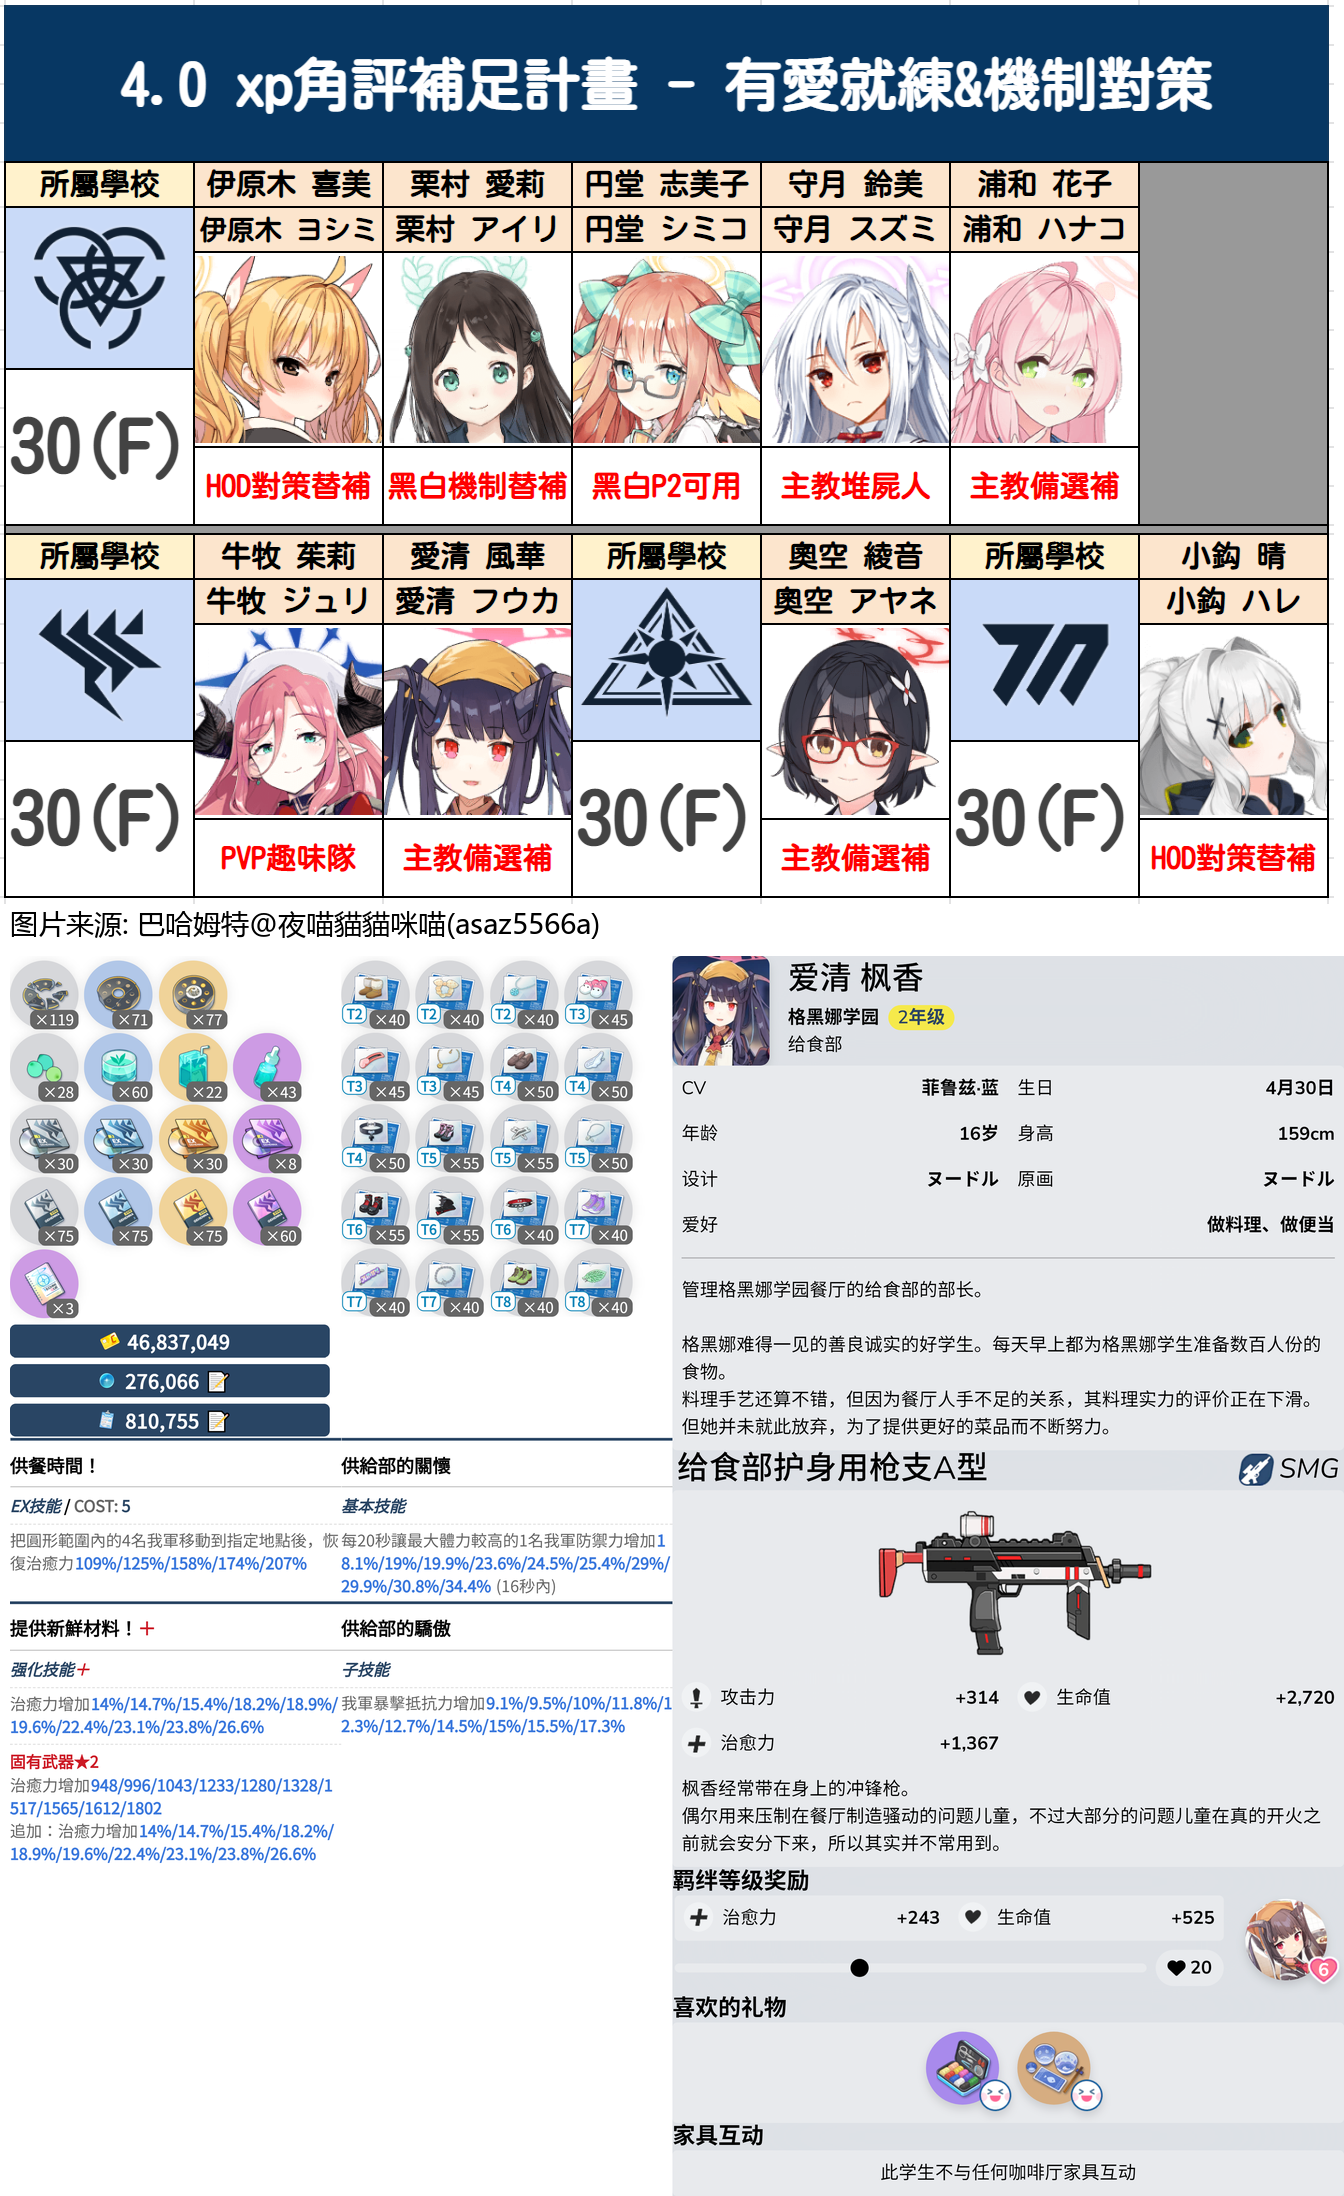 4.0 xp角評補足計畫 - 有愛就練&機制對策
所屬學校 伊原木 喜美 栗村 愛莉 円堂 志美子 守月 鈴美 浦和 花子
伊原木 ヨシミ 栗村 アイリ 円堂 シミコ 守月 スズミ 浦和 ハナコ
30(F)
HOD對策替補 黑白機制替補 黑白P2可用 主教堆屍人 主教備選補
所屬學校 牛牧 茱莉 愛清 風華 所屬學校 奧空 綾音 所屬學校 小鈎 晴
牛牧 ジュリ 愛清 フウカ 奧空 アヤネ 小鈎 ハレ
30(F) 30(F) 30(F)
PVP趣味隊 主教備選補 主教備選補 HOD對策替補
图片来源: 巴哈姆特@夜喵貓貓咪喵(asaz5566a)
×119 ×71 ×77
×28 ×60 ×22 ×43
×30 ×30 ×30 ×8
×75 ×75 ×75 ×60
×3
46,837,049
276,066
810,755
T2 ×40 T2 ×40 T2 ×40 T3 ×45
T3 ×45 T3 ×45 T4 ×50 T4 ×50
T4 ×50 T5 ×55 T5 ×55 T5 ×50
T6 ×55 T6 ×55 T6 ×40 T7 ×40
T7 ×40 T7 ×40 T8 ×40 T8 ×40
供餐時間！
EX技能 / COST: 5
把圓形範圍內的4名我軍移動到指定地點後，恢
復治癒力109%/125%/158%/174%/207%
供給部的關懷
基本技能
每20秒讓最大體力較高的1名我軍防禦力增加1
8.1%/19%/19.9%/23.6%/24.5%/25.4%/29%/
29.9%/30.8%/34.4% (16秒內)
提供新鮮材料！＋
强化技能＋
治癒力增加14%/14.7%/15.4%/18.2%/18.9%/
19.6%/22.4%/23.1%/23.8%/26.6%
固有武器★2
治癒力增加948/996/1043/1233/1280/1328/1
517/1565/1612/1802
追加：治癒力增加14%/14.7%/15.4%/18.2%/
18.9%/19.6%/22.4%/23.1%/23.8%/26.6%
供給部的驕傲
子技能
我軍暴擊抵抗力增加9.1%/9.5%/10%/11.8%/1
2.3%/12.7%/14.5%/15%/15.5%/17.3%
爱清 枫香
格黑娜学园 2年级
给食部
CV 菲鲁兹·蓝 生日 4月30日
年龄 16岁 身高 159cm
设计 ヌードル 原画 ヌードル
爱好 做料理、做便当
管理格黑娜学园餐厅的给食部的部长。
格黑娜难得一见的善良诚实的好学生。每天早上都为格黑娜学生准备数百人份的
食物。
料理手艺还算不错，但因为餐厅人手不足的关系，其料理实力的评价正在下滑。
但她并未就此放弃，为了提供更好的菜品而不断努力。
给食部护身用枪支A型 SMG
攻击力 +314 生命值 +2,720
治愈力 +1,367
枫香经常带在身上的冲锋枪。
偶尔用来压制在餐厅制造骚动的问题儿童，不过大部分的问题儿童在真的开火之
前就会安分下来，所以其实并不常用到。
羁绊等级奖励
治愈力 +243 生命值 +525
20
6
喜欢的礼物
家具互动
此学生不与任何咖啡厅家具互动